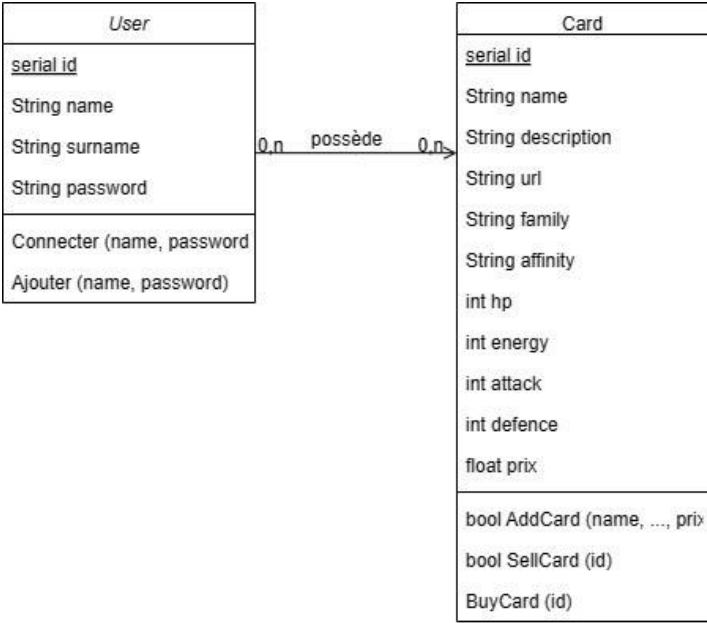 User
serial id
String name
String surname
String password
Connecter (name, password
Ajouter (name, password)
0,n possède 0,n
Card
serial id
String name
String description
String url
String family
String affinity
int hp
int energy
int attack
int defence
float prix
bool AddCard (name, ..., prix
bool SellCard (id)
BuyCard (id)